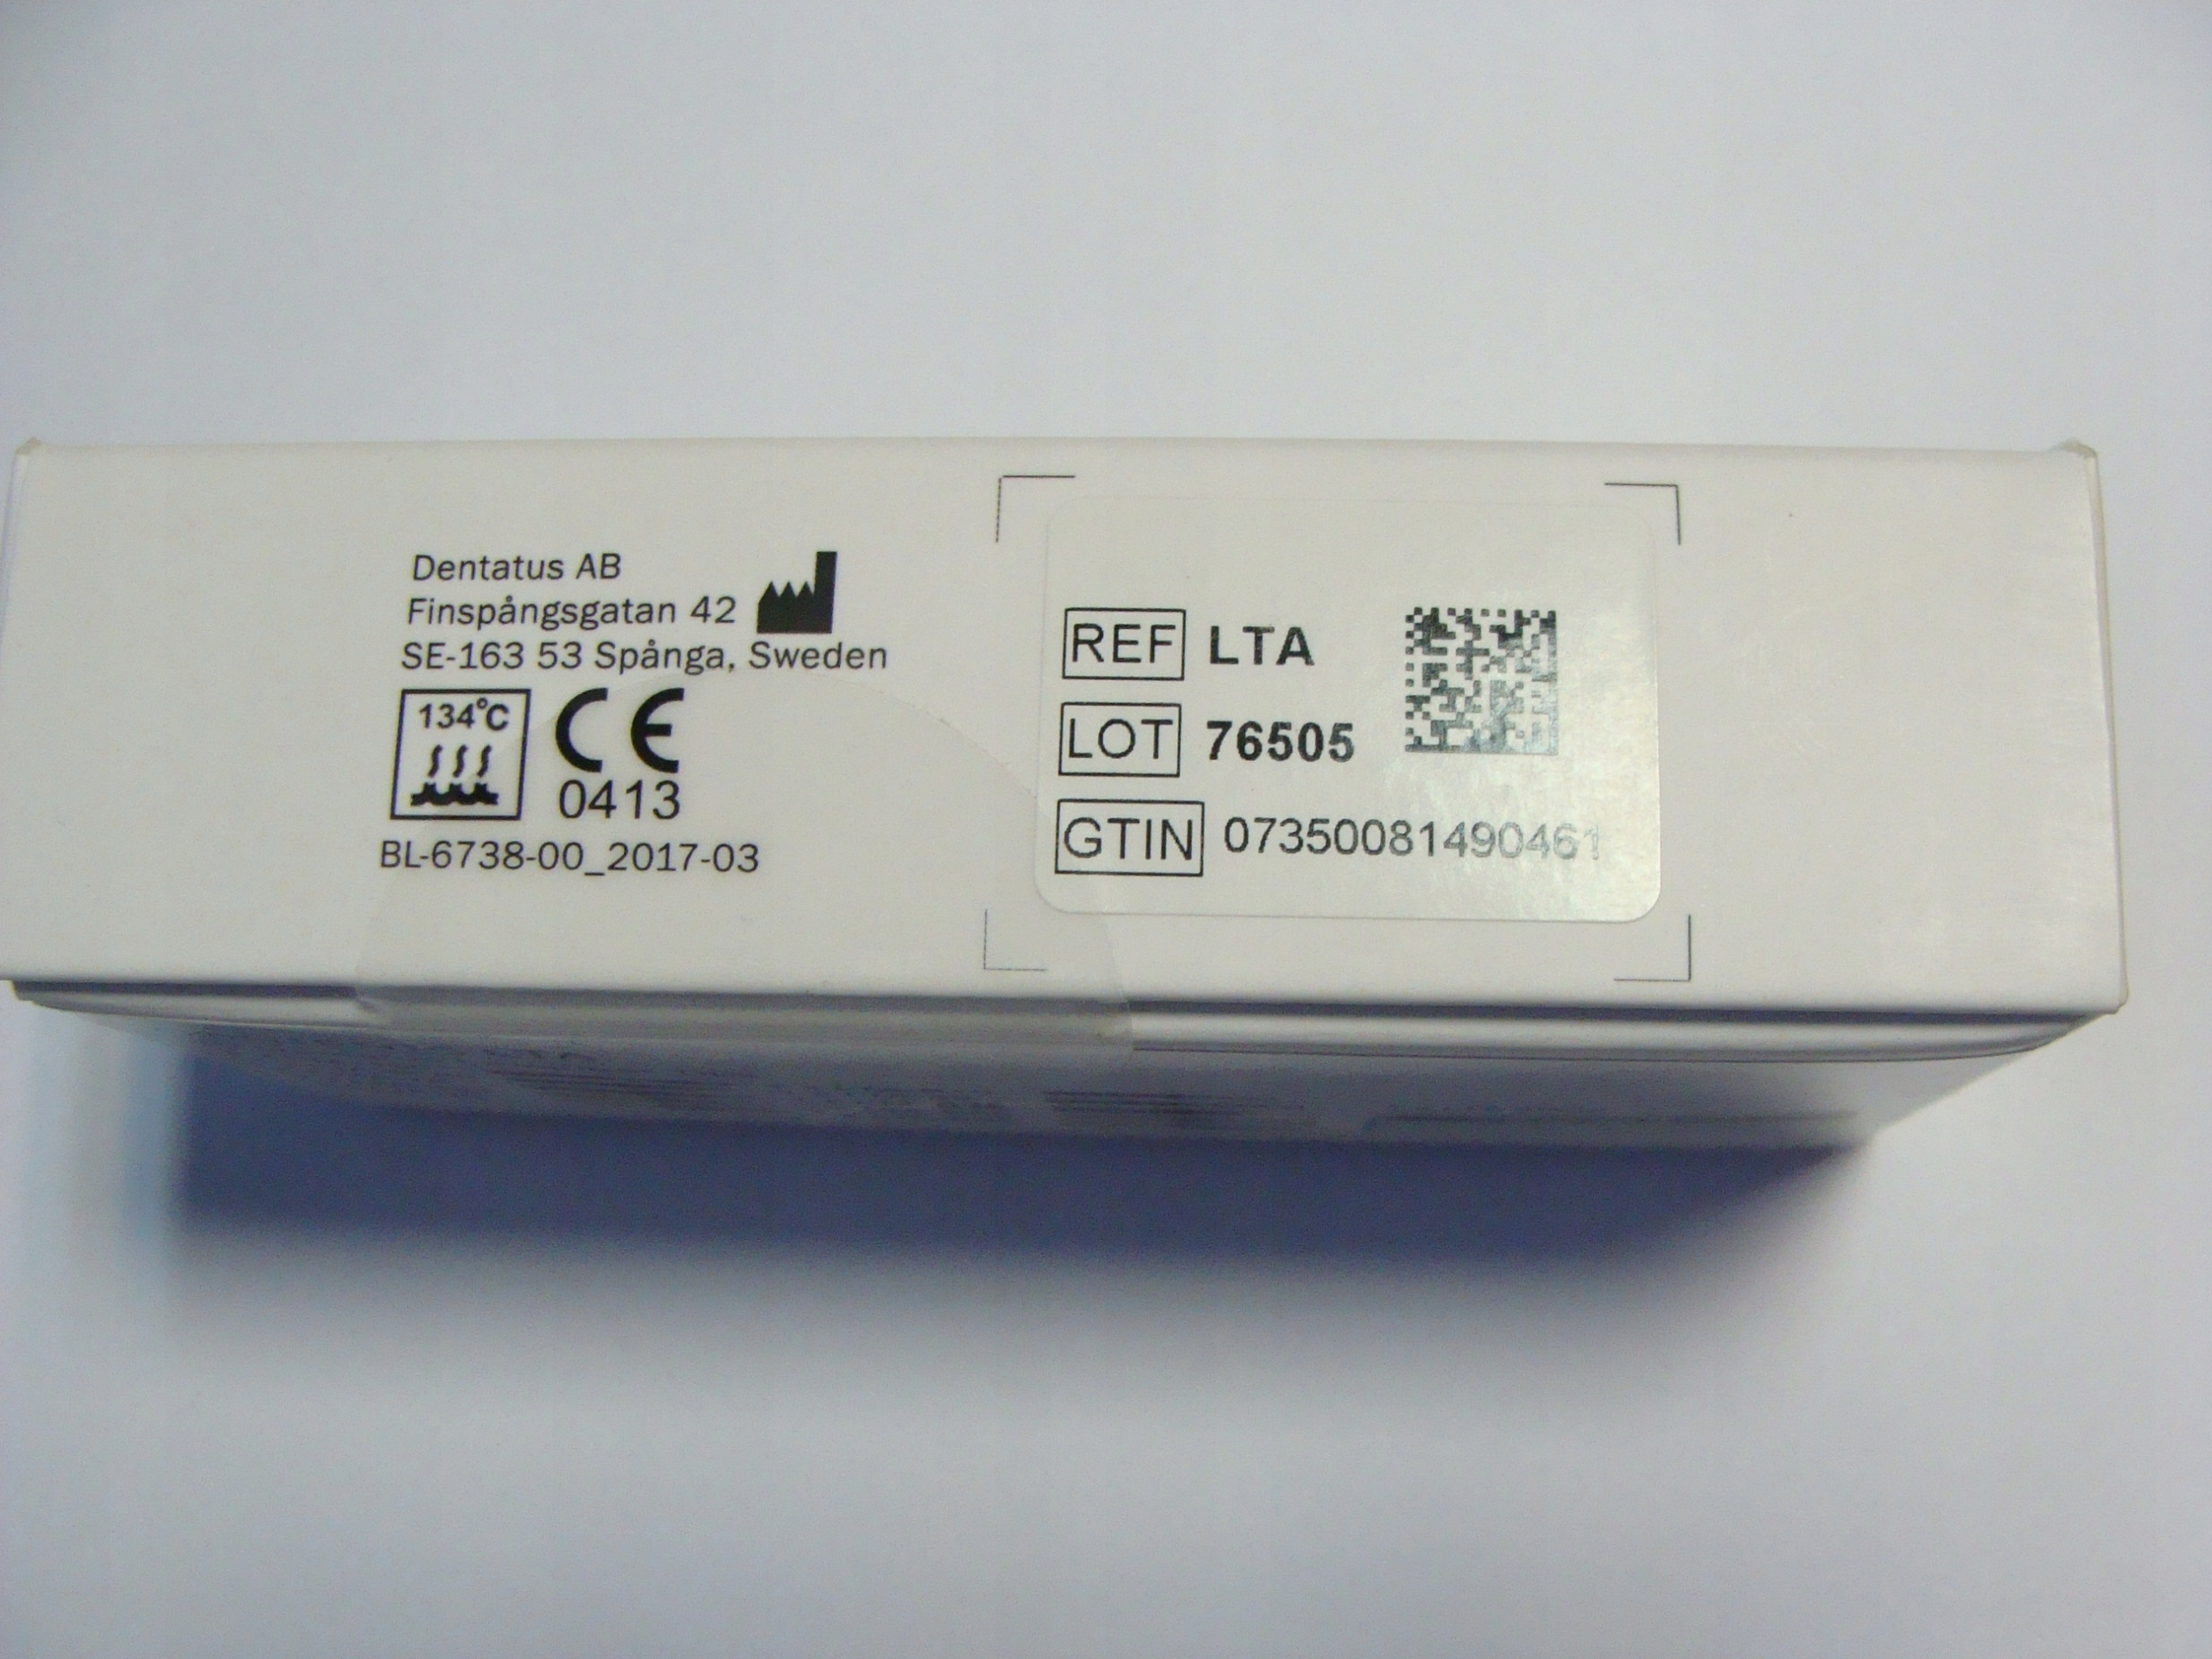 Dentatus AB
Finspångsgatan 42
SE-163 53 Spånga, Sweden
134°C
CE
0413
BL-6738-00_2017-03
REF LTA
LOT 76505
GTIN 07350081490461